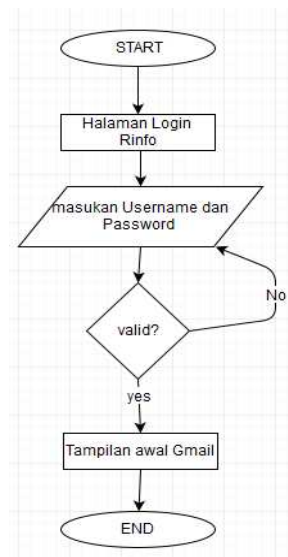 START
Halaman Login
Rinfo
masukan Username dan
Password
No
valid?
yes
Tampilan awal Gmail
END